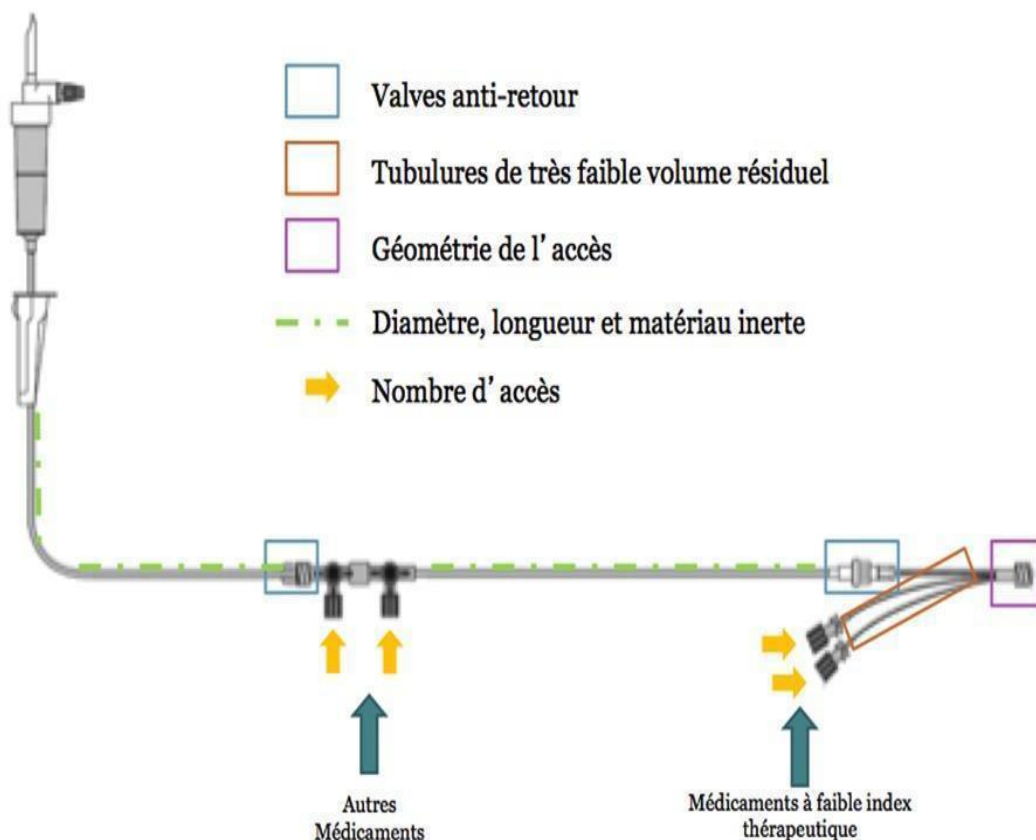 Valves anti-retour
Tubulures de très faible volume résiduel
Géométrie de l’ accès
Diamètre, longueur et matériau inerte
Nombre d’ accès
Autres
Médicaments
Médicaments à faible index
thérapeutique